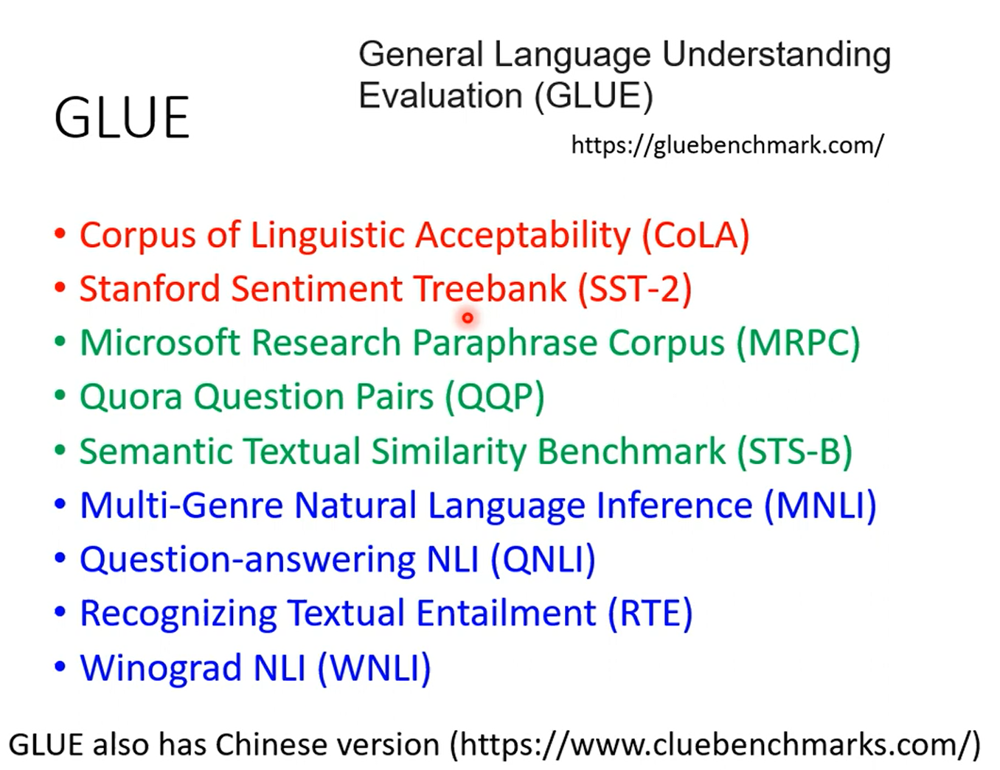 GLUE
General Language Understanding
Evaluation (GLUE)
https://gluebenchmark.com/
• Corpus of Linguistic Acceptability (CoLA)
• Stanford Sentiment Treebank (SST-2)
• Microsoft Research Paraphrase Corpus (MRPC)
• Quora Question Pairs (QQP)
• Semantic Textual Similarity Benchmark (STS-B)
• Multi-Genre Natural Language Inference (MNLI)
• Question-answering NLI (QNLI)
• Recognizing Textual Entailment (RTE)
• Winograd NLI (WNLI)
GLUE also has Chinese version (https://www.cluebenchmarks.com/)